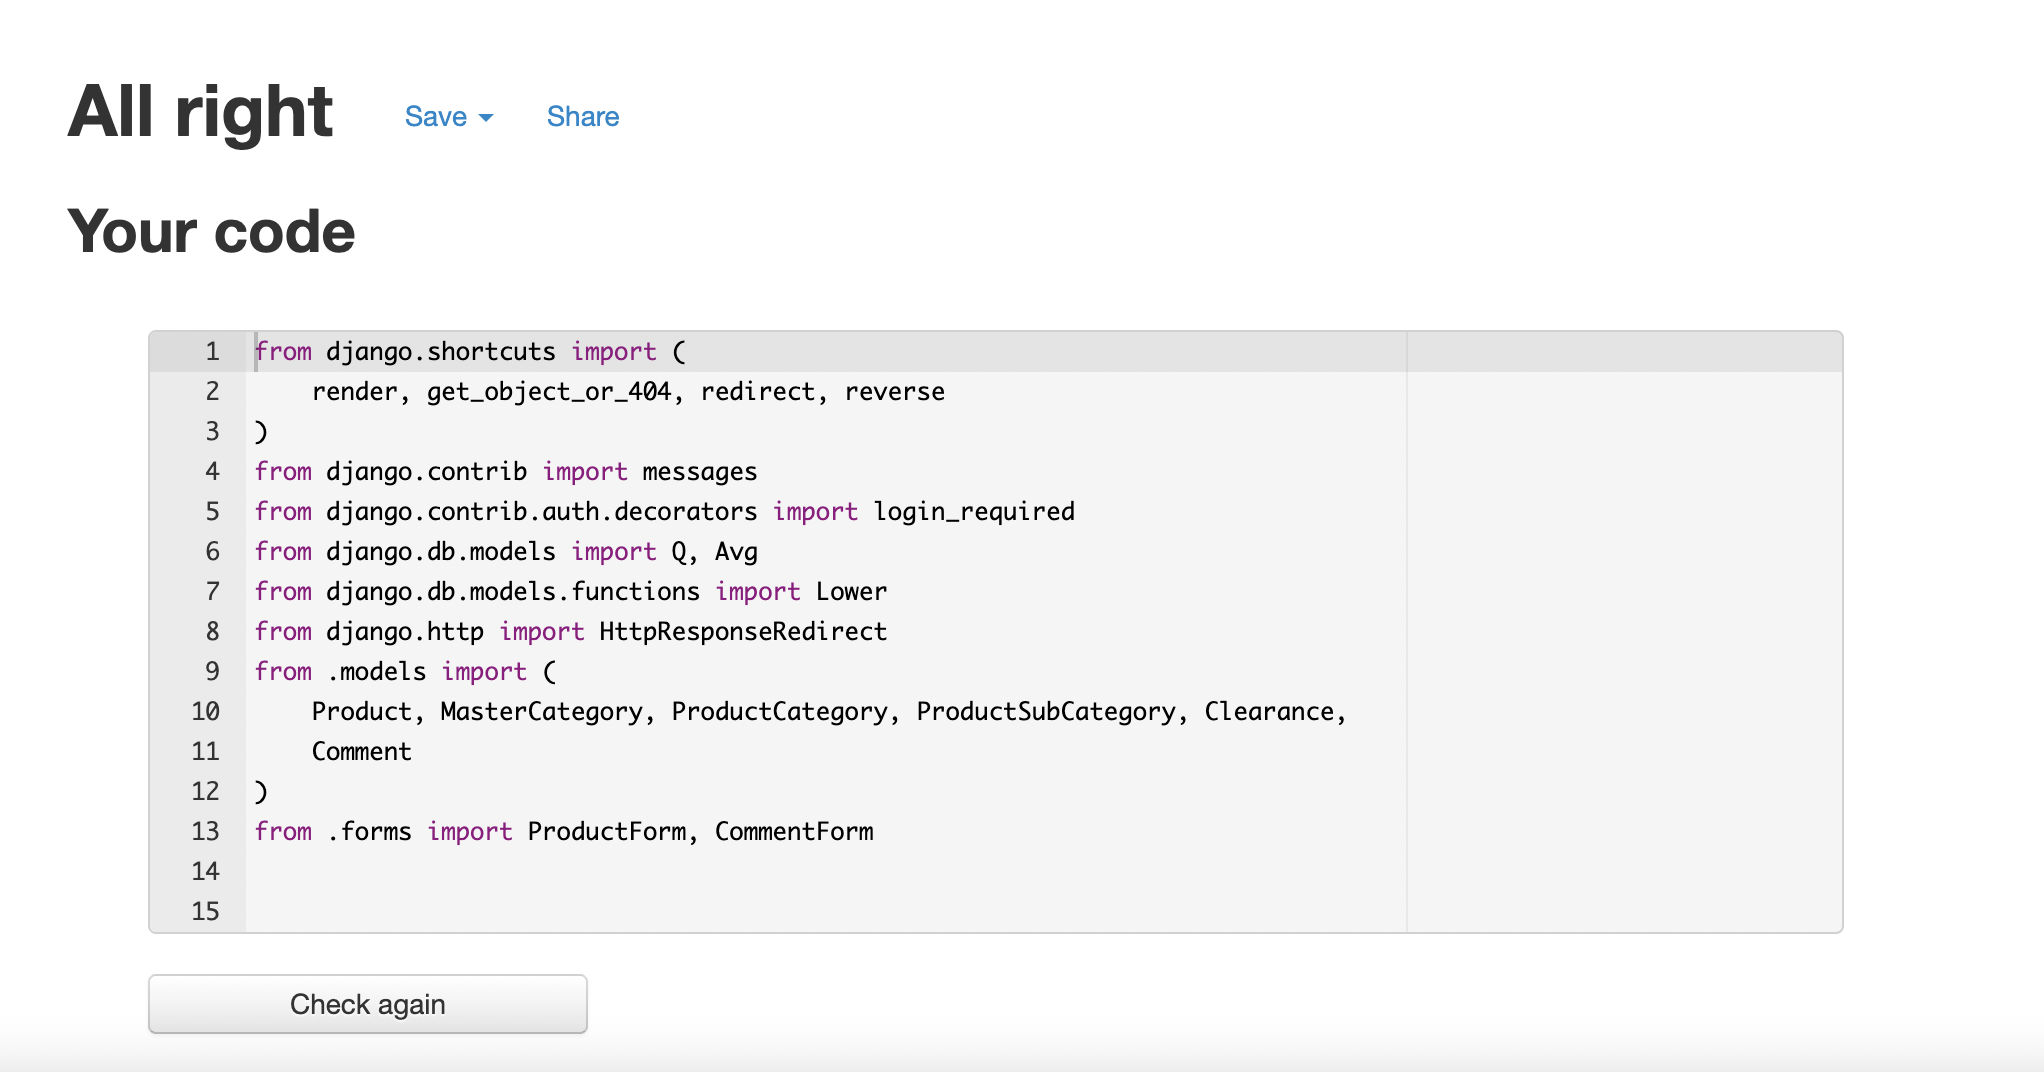 All right Save Share
Your code
1 from django.shortcuts import (
2     render, get_object_or_404, redirect, reverse
3 )
4 from django.contrib import messages
5 from django.contrib.auth.decorators import login_required
6 from django.db.models import Q, Avg
7 from django.db.models.functions import Lower
8 from django.http import HttpResponseRedirect
9 from .models import (
10     Product, MasterCategory, ProductCategory, ProductSubCategory, Clearance,
11     Comment
12 )
13 from .forms import ProductForm, CommentForm
14
15
Check again